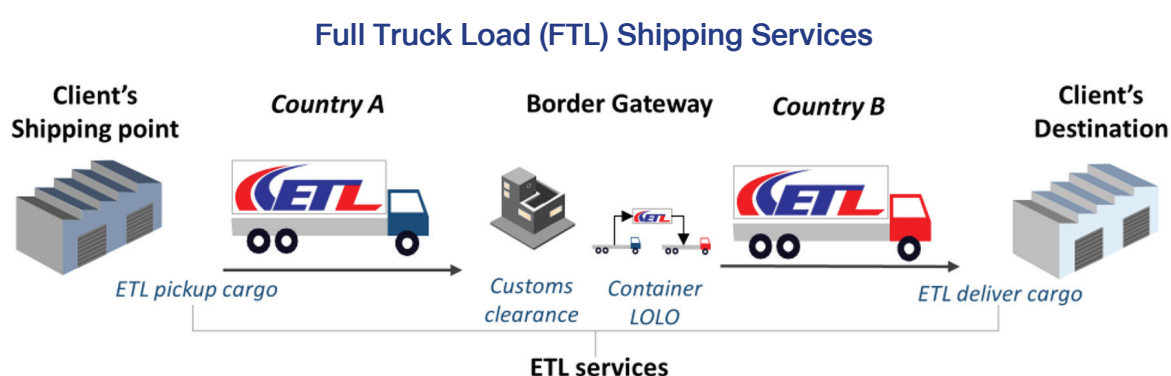 Full Truck Load (FTL) Shipping Services
Client's
Shipping point
Country A
Border Gateway
Country B
Client's
Destination
ETL
ETL
ETL
ETL pickup cargo
Customs
clearance
Container
LOLO
ETL deliver cargo
ETL services